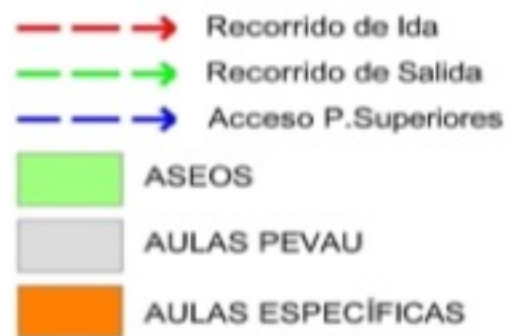 Recorrido de Ida
Recorrido de Salida
Acceso P.Superiores
ASEOS
AULAS PEVAU
AULAS ESPECÍFICAS